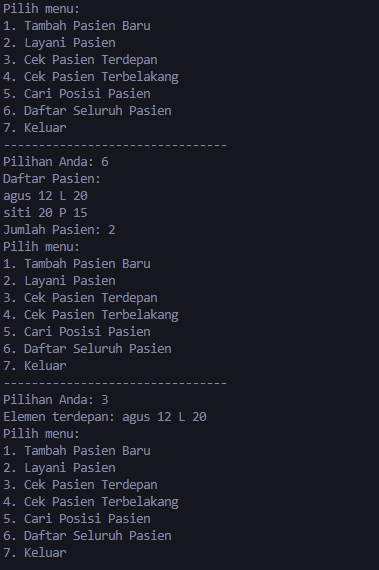 Pilih menu:
1. Tambah Pasien Baru
2. Layani Pasien
3. Cek Pasien Terdepan
4. Cek Pasien Terbelakang
5. Cari Posisi Pasien
6. Daftar Seluruh Pasien
7. Keluar
--------------------------------
Pilihan Anda: 6
Daftar Pasien:
agus 12 L 20
siti 20 P 15
Jumlah Pasien: 2
Pilih menu:
1. Tambah Pasien Baru
2. Layani Pasien
3. Cek Pasien Terdepan
4. Cek Pasien Terbelakang
5. Cari Posisi Pasien
6. Daftar Seluruh Pasien
7. Keluar
--------------------------------
Pilihan Anda: 3
Elemen terdepan: agus 12 L 20
Pilih menu:
1. Tambah Pasien Baru
2. Layani Pasien
3. Cek Pasien Terdepan
4. Cek Pasien Terbelakang
5. Cari Posisi Pasien
6. Daftar Seluruh Pasien
7. Keluar